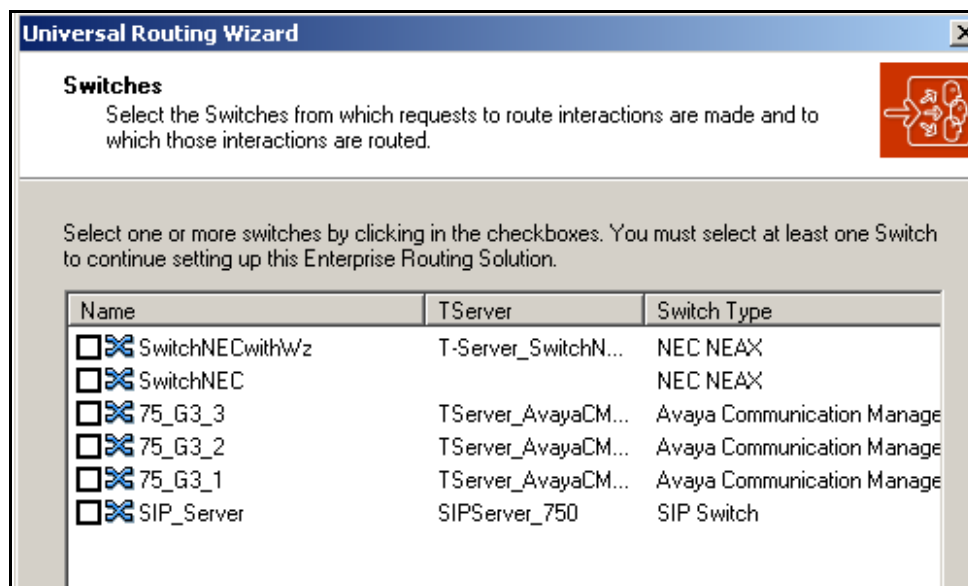 Universal Routing Wizard
Switches
Select the Switches from which requests to route interactions are made and to
which those interactions are routed.
Select one or more switches by clicking in the checkboxes. You must select at least one Switch
to continue setting up this Enterprise Routing Solution.
Name TServer Switch Type
SwitchNECwithWz T-Server_SwitchN... NEC NEAX
SwitchNEC NEC NEAX
75_G3_3 TServer_AvayaCM... Avaya Communication Manage
75_G3_2 TServer_AvayaCM... Avaya Communication Manage
75_G3_1 TServer_AvayaCM... Avaya Communication Manage
SIP_Server SIPServer_750 SIP Switch